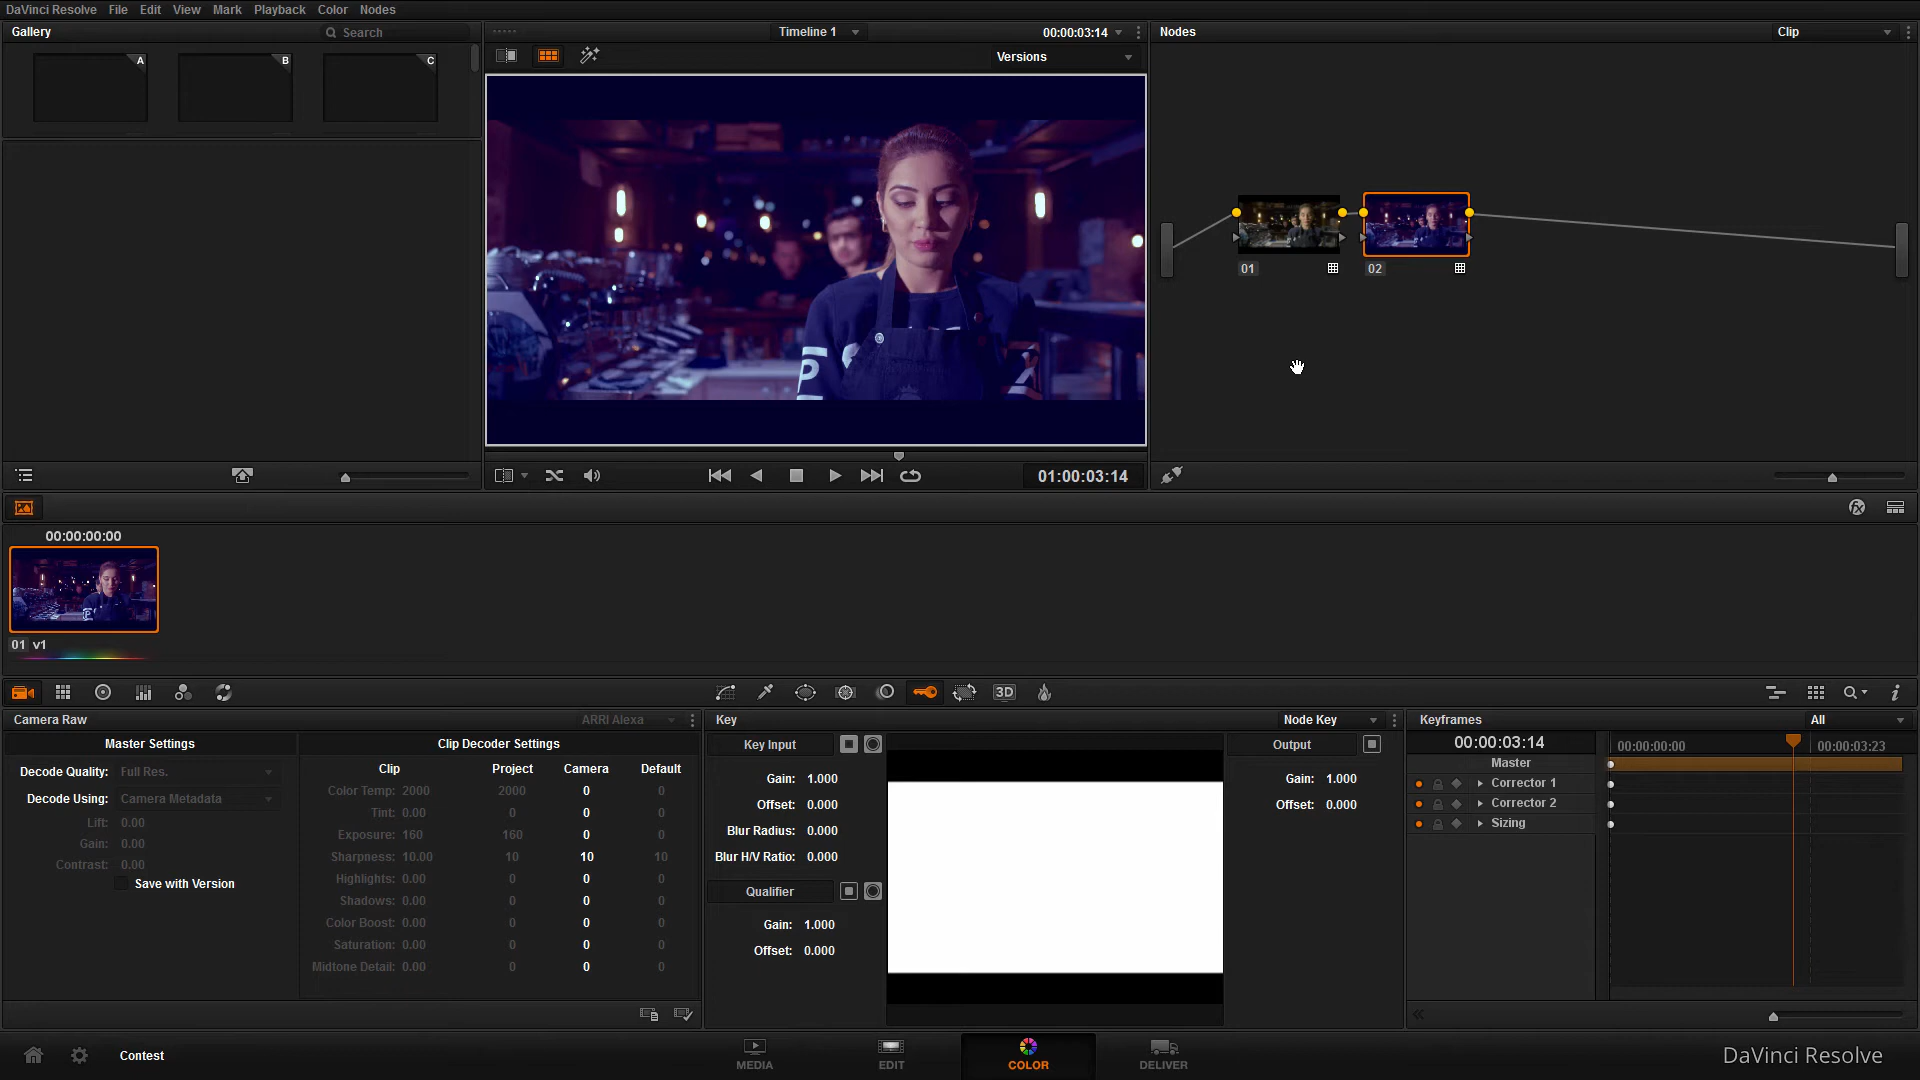 DaVinci Resolve File Edit View Mark Playback Color Nodes
Gallery Search Timeline 1 00:00:03:14 Nodes Clip
A B C
Versions
P
01 02
01:00:03:14
00:00:00:00
01 v1
3D
Camera Raw ARRI Alexa
Master Settings
Decode Quality: Full Res.
Decode Using: Camera Metadata
Lift: 0.00
Gain: 0.00
Contrast: 0.00
Save with Version
Clip Decoder Settings
Clip Project Camera Default
Color Temp: 2000 2000 0 0
Tint: 0.00 0 0 0
Exposure: 160 160 0 0
Sharpness: 10.00 10 10 10
Highlights: 0.00 0 0 0
Shadows: 0.00 0 0 0
Color Boost: 0.00 0 0 0
Saturation: 0.00 0 0 0
Midtone Detail: 0.00 0 0 0
Key Node Key
Key Input
Gain: 1.000
Offset: 0.000
Blur Radius: 0.000
Blur H/V Ratio: 0.000
Qualifier
Gain: 1.000
Offset: 0.000
Output
Gain: 1.000
Offset: 0.000
Keyframes All
00:00:03:14 00:00:00:00 00:00:03:23
Master
Corrector 1
Corrector 2
Sizing
Contest
MEDIA EDIT COLOR DELIVER
DaVinci Resolve